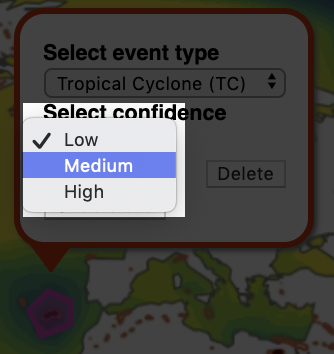 Select event type
Tropical Cyclone (TC)
Select confidence
✓ Low
Medium
High
Delete